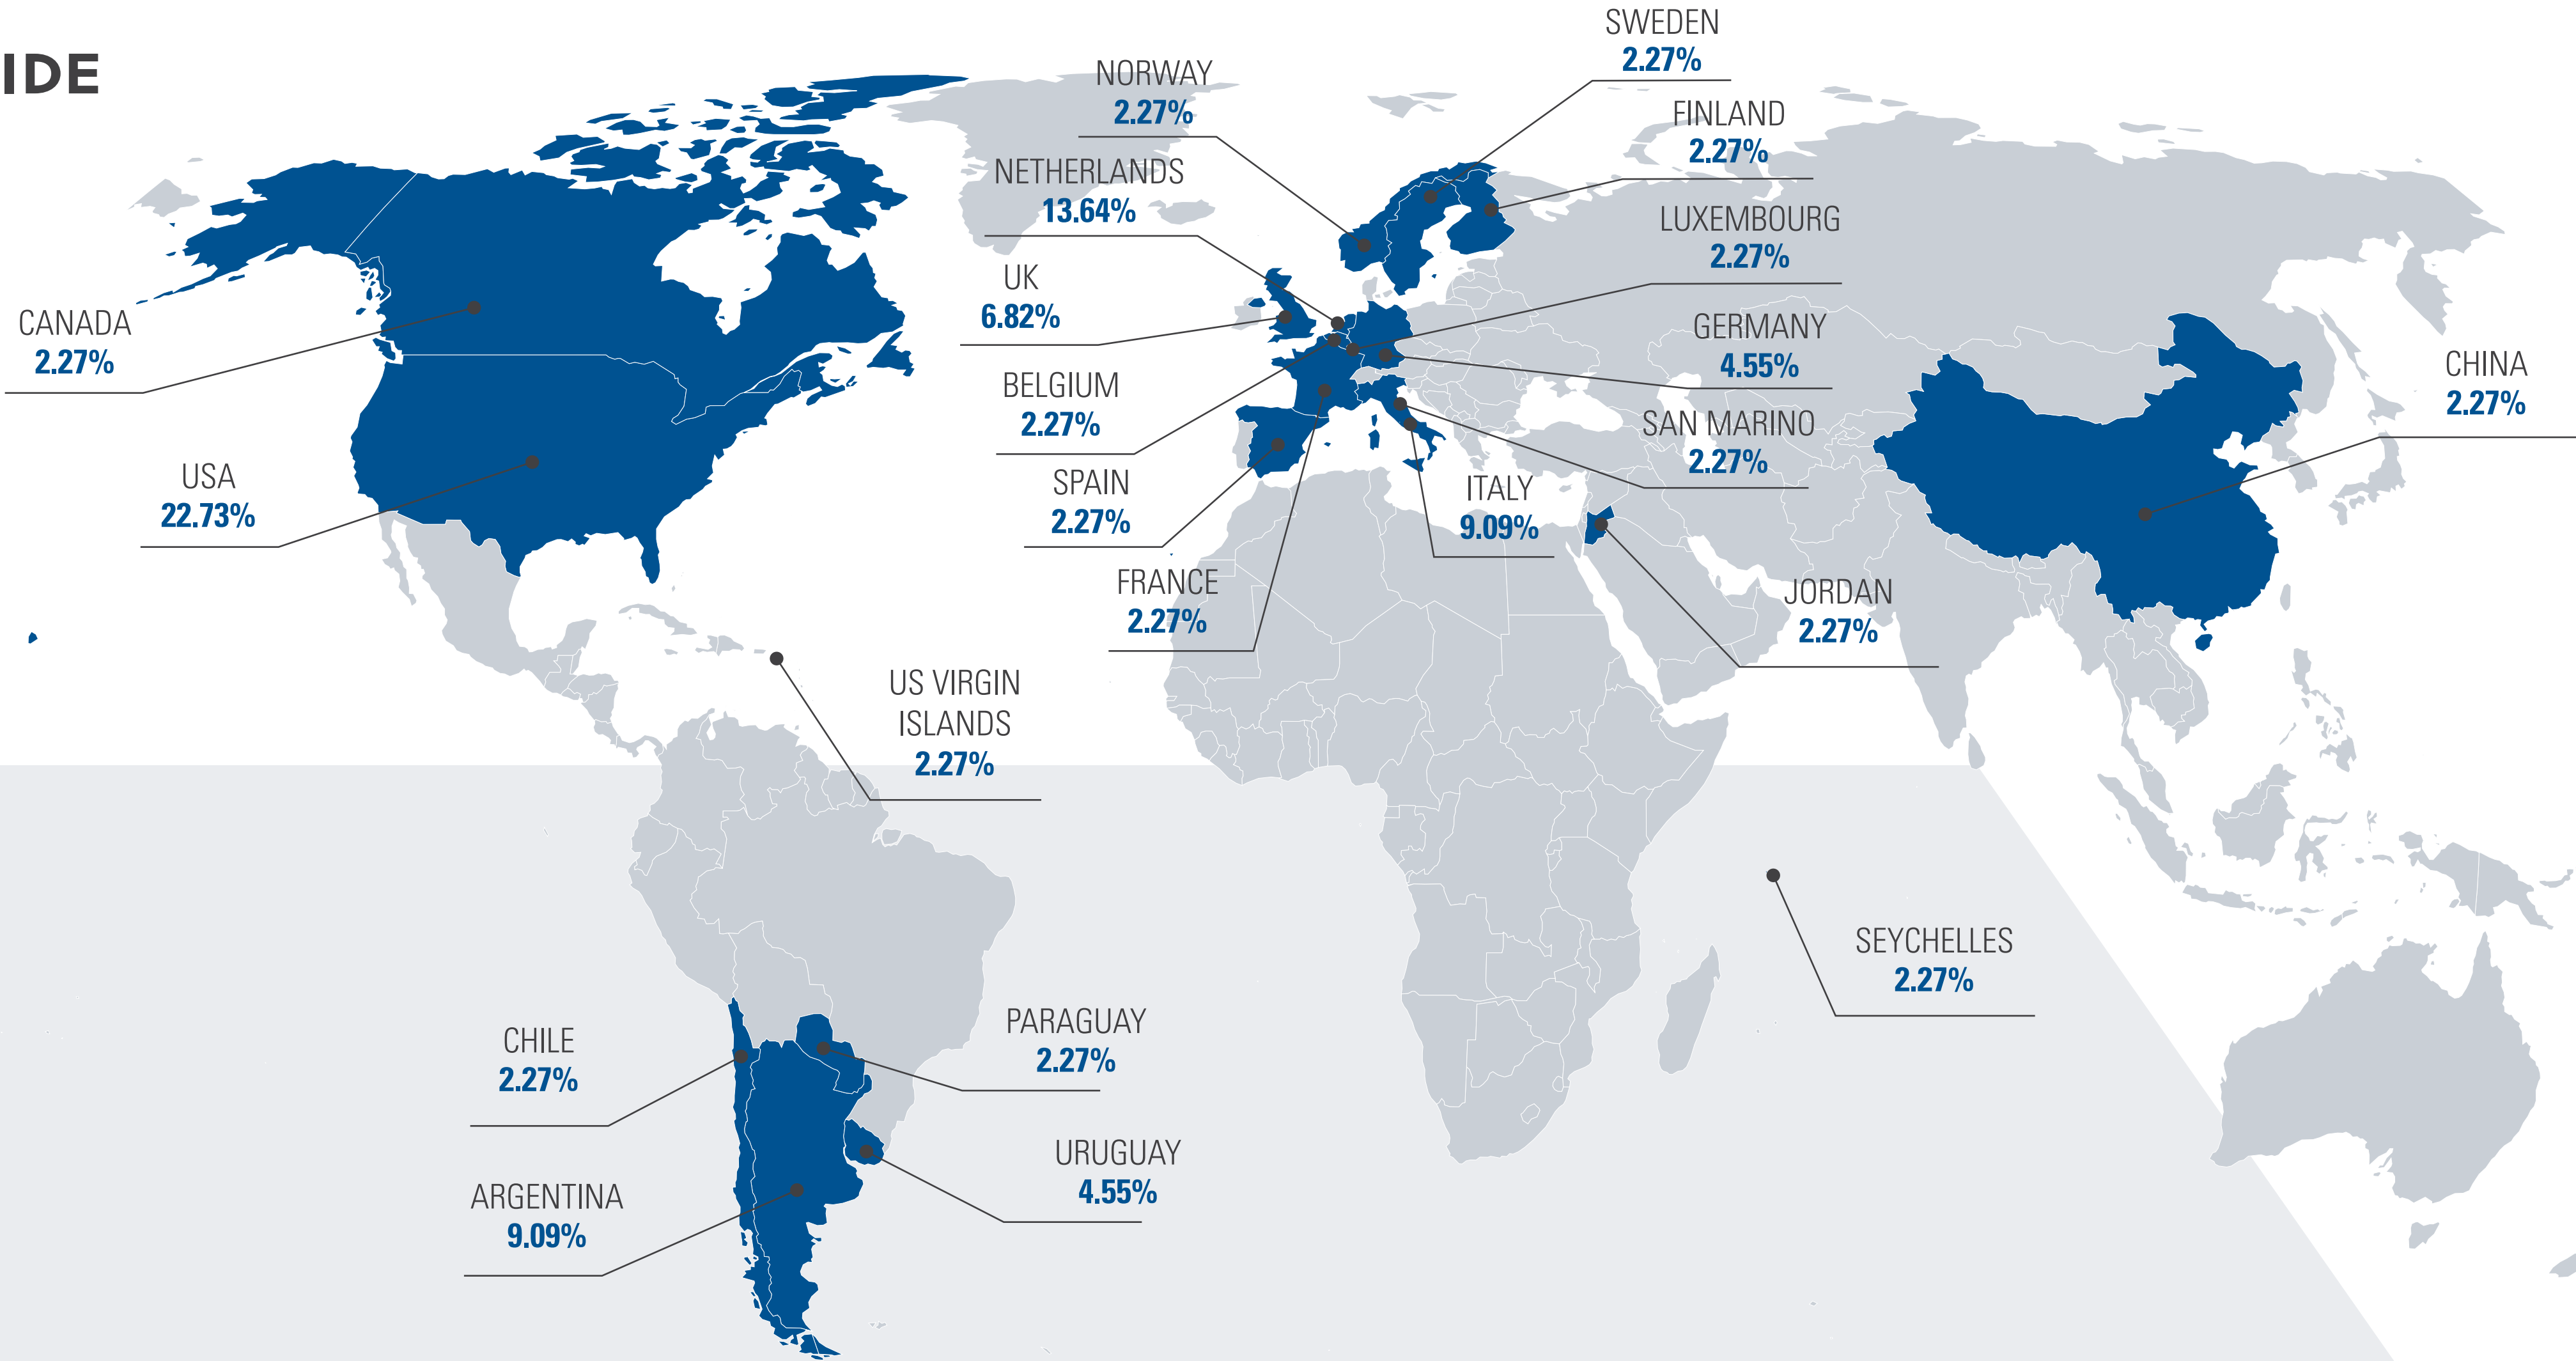 IDE
SWEDEN
2.27%
NORWAY
2.27%
FINLAND
2.27%
NETHERLANDS
13.64%
LUXEMBOURG
2.27%
UK
6.82%
CANADA
2.27%
GERMANY
4.55%
CHINA
2.27%
BELGIUM
2.27%
SAN MARINO
2.27%
USA
22.73%
SPAIN
2.27%
ITALY
9.09%
FRANCE
2.27%
JORDAN
2.27%
US VIRGIN
ISLANDS
2.27%
SEYCHELLES
2.27%
CHILE
2.27%
PARAGUAY
2.27%
URUGUAY
4.55%
ARGENTINA
9.09%